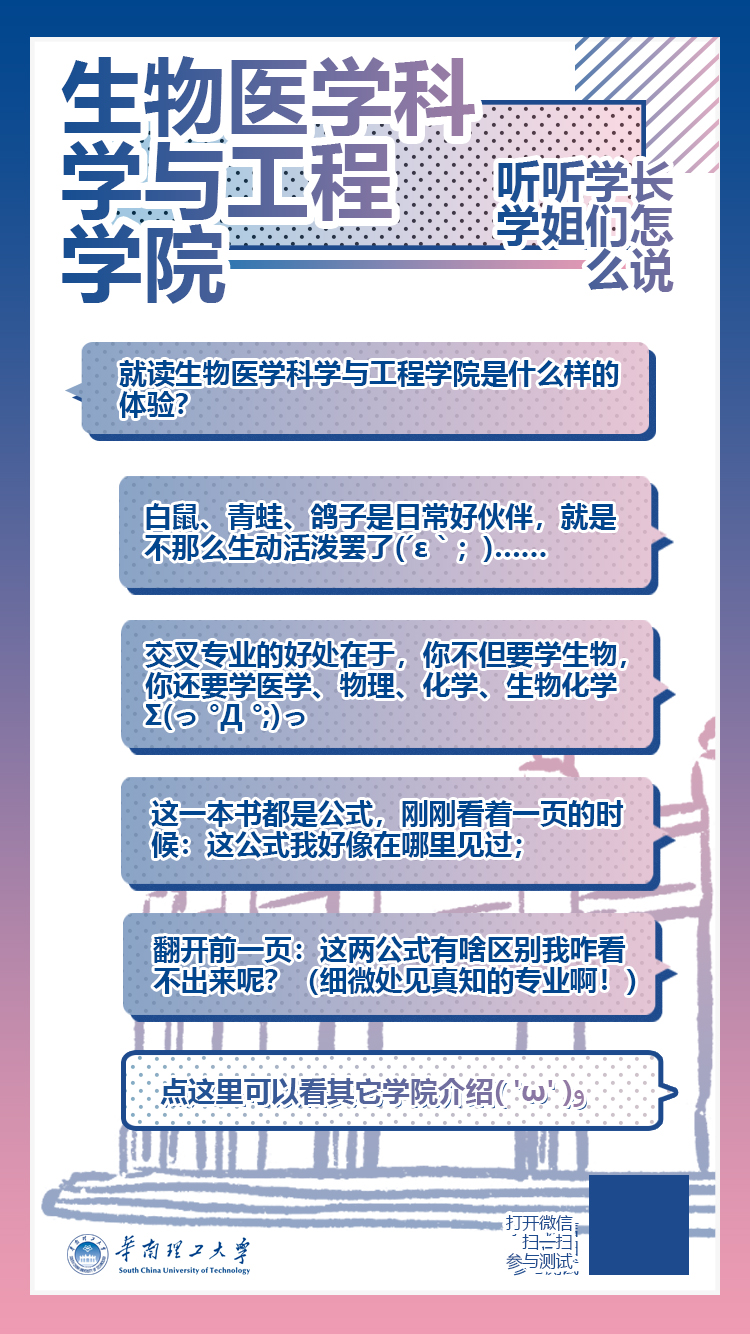 生物医学科
学与工程
学院
听听学长
学姐们怎
么说
就读生物医学科学与工程学院是什么样的
体验？
白鼠、青蛙、鸽子是日常好伙伴，就是
不那么生动活泼罢了(´ε｀；)……
交叉专业的好处在于，你不但要学生物，
你还要学医学、物理、化学、生物化学
Σ(っ °Д °;)っ
这一本书都是公式，刚刚看着一页的时
候：这公式我好像在哪里见过；
翻开前一页：这两公式有啥区别我咋看
不出来呢？（细微处见真知的专业啊！）
点这里可以看其它学院介绍( 'ω' )و
华南理工大学
South China University of Technology
打开微信
扫一扫
参与测试